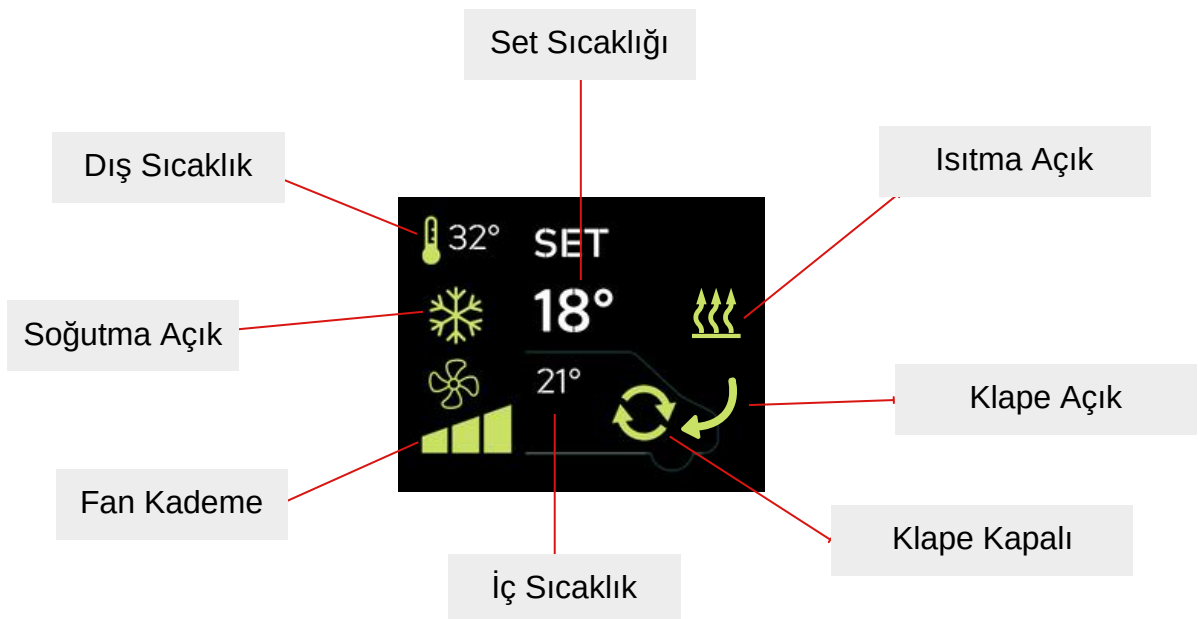 Set Sıcaklığı
Dış Sıcaklık
Isıtma Açık
32°
SET
18°
Soğutma Açık
21°
Klape Açık
Fan Kademe
Klape Kapalı
İç Sıcaklık